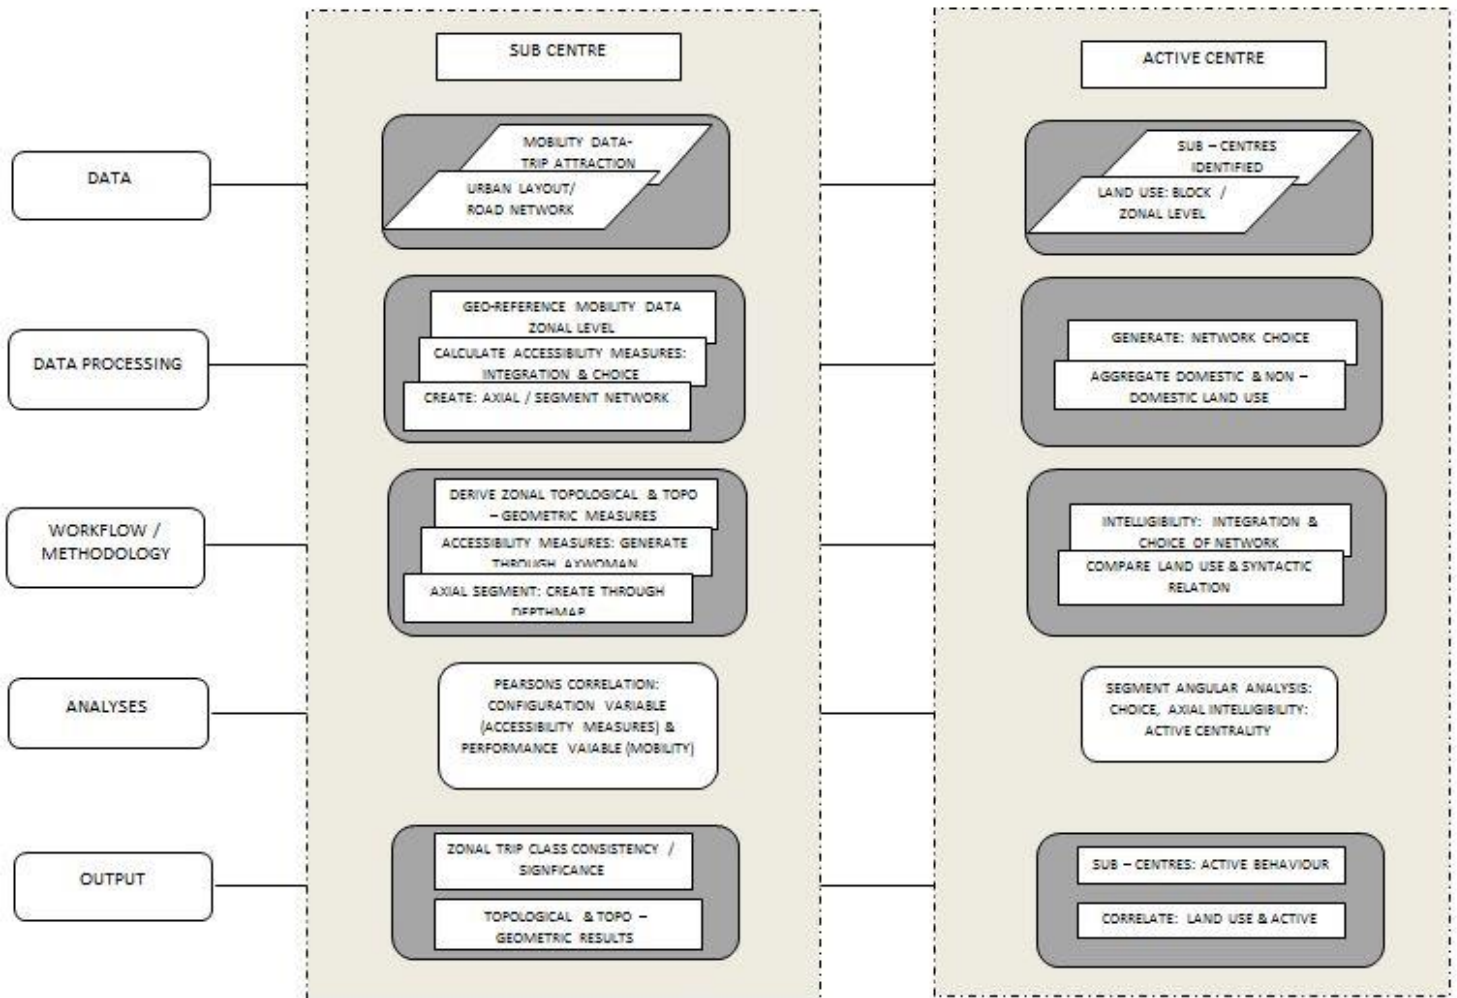 SUB CENTRE
ACTIVE CENTRE
DATA
MOBILITY DATA-
TRIP ATTRACTION
URBAN LAYOUT/
ROAD NETWORK
SUB – CENTRES
IDENTIFIED
LAND USE: BLOCK /
ZONAL LEVEL
DATA PROCESSING
GEO-REFERENCE MOBILITY DATA
ZONAL LEVEL
CALCULATE ACCESSIBILITY MEASURES:
INTEGRATION & CHOICE
CREATE: AXIAL / SEGMENT NETWORK
GENERATE: NETWORK CHOICE
AGGREGATE DOMESTIC & NON –
DOMESTIC LAND USE
WORKFLOW /
METHODOLOGY
DERIVE ZONAL TOPOLOGICAL & TOPO
– GEOMETRIC MEASURES
ACCESSIBILITY MEASURES: GENERATE
THROUGH AXWOMAN
AXIAL SEGMENT: CREATE THROUGH
DEPTHMAP
INTELLIGIBILITY: INTEGRATION &
CHOICE OF NETWORK
COMPARE LAND USE & SYNTACTIC
RELATION
ANALYSES
PEARSONS CORRELATION:
CONFIGURATION VARIABLE
(ACCESSIBILITY MEASURES) &
PERFORMANCE VAIABLE (MOBILITY)
SEGMENT ANGULAR ANALYSIS:
CHOICE, AXIAL INTELLIGIBILITY:
ACTIVE CENTRALITY
OUTPUT
ZONAL TRIP CLASS CONSISTENCY /
SIGNFICANCE
TOPOLOGICAL & TOPO –
GEOMETRIC RESULTS
SUB – CENTRES: ACTIVE BEHAVIOUR
CORRELATE: LAND USE & ACTIVE